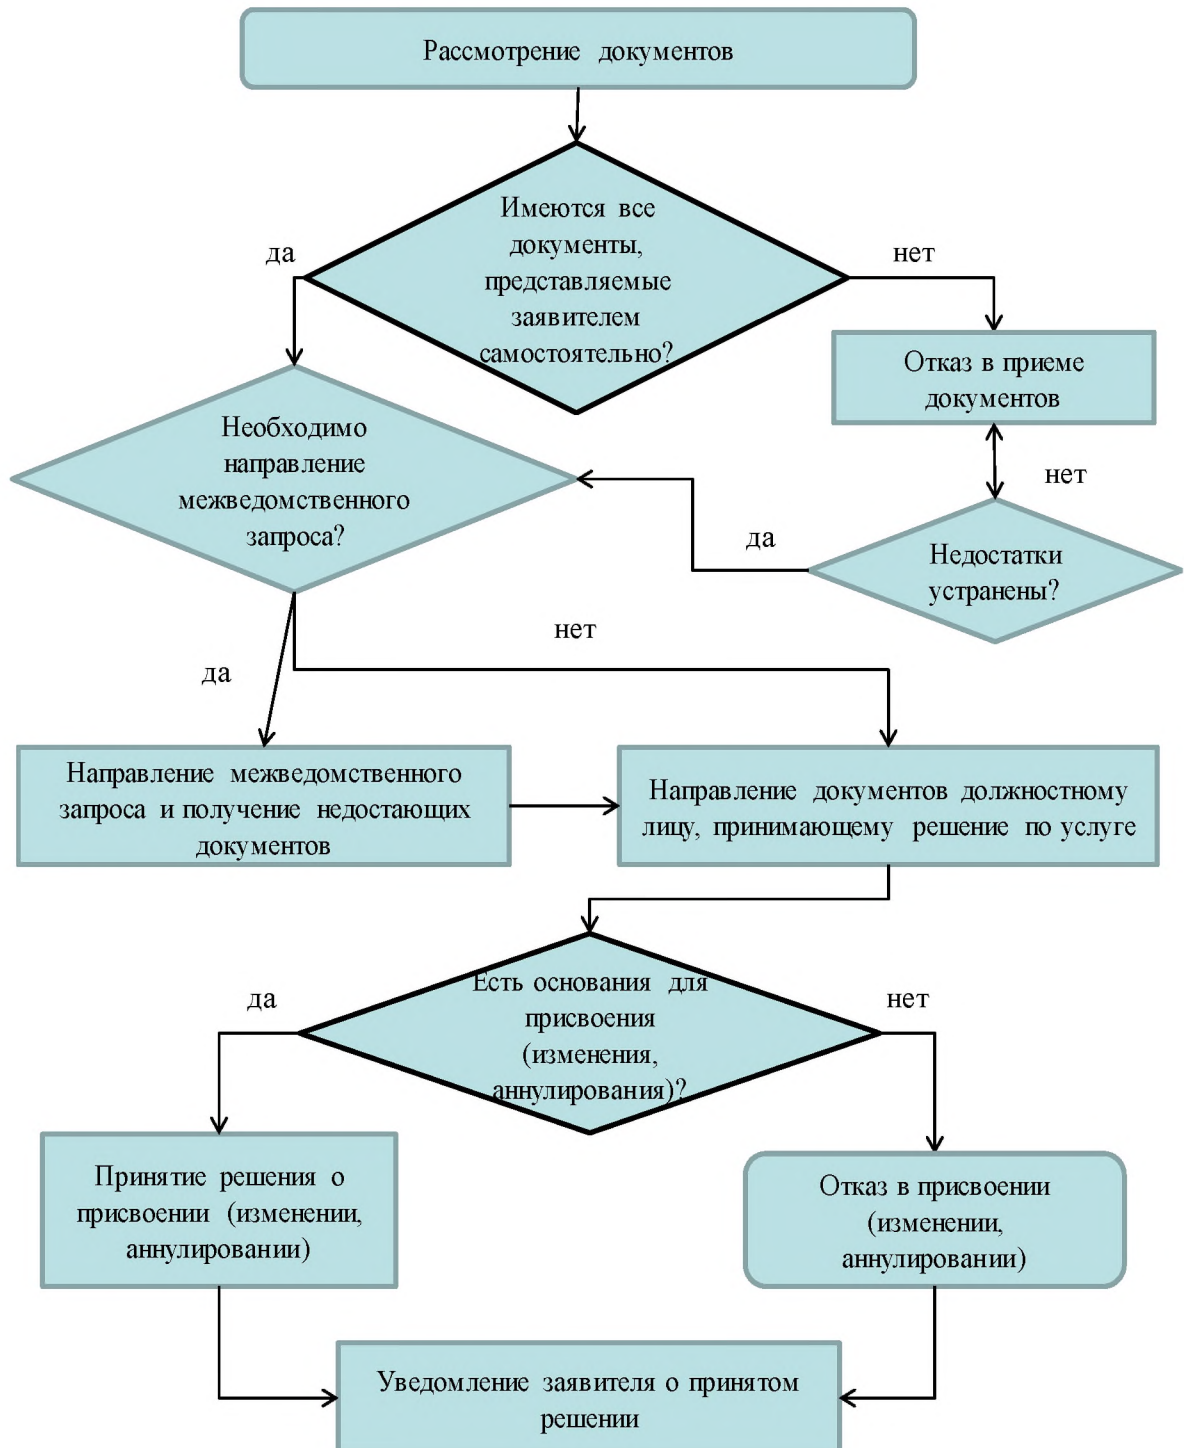 Рассмотрение документов
Имеются все
документы,
представляемые
заявителем
самостоятельно?
да
нет
Отказ в приеме
документов
Необходимо
направление
межведомственного
запроса?
нет
да
Недостатки
устранены?
нет
да
Направление межведомственного
запроса и получение недостающих
документов
Направление документов должностному
лицу, принимающему решение по услуге
Есть основания для
присвоения
(изменения,
аннулирования)?
да
нет
Принятие решения о
присвоении (изменении,
аннулировании)
Отказ в присвоении
(изменении,
аннулировании)
Уведомление заявителя о принятом
решении